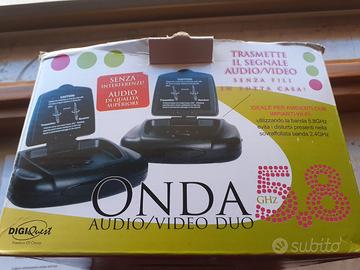 TRASMETTE
IL SEGNALE
AUDIO/VIDEO
SENZA FILI
IN TUTTA CASA!
SENZA
INTERFERENZE!
AUDIO
DI QUALITÀ
SUPERIORE
IDEALE PER AMBIENTI CON
IMPIANTI WI-FI
utilizzando la banda 5.8GHz
evita i disturbi presenti nella
sovraffollata banda 2.4GHz
ONDA 5.8
GHz
AUDIO/VIDEO DUO
DIGIQuest
subito.it